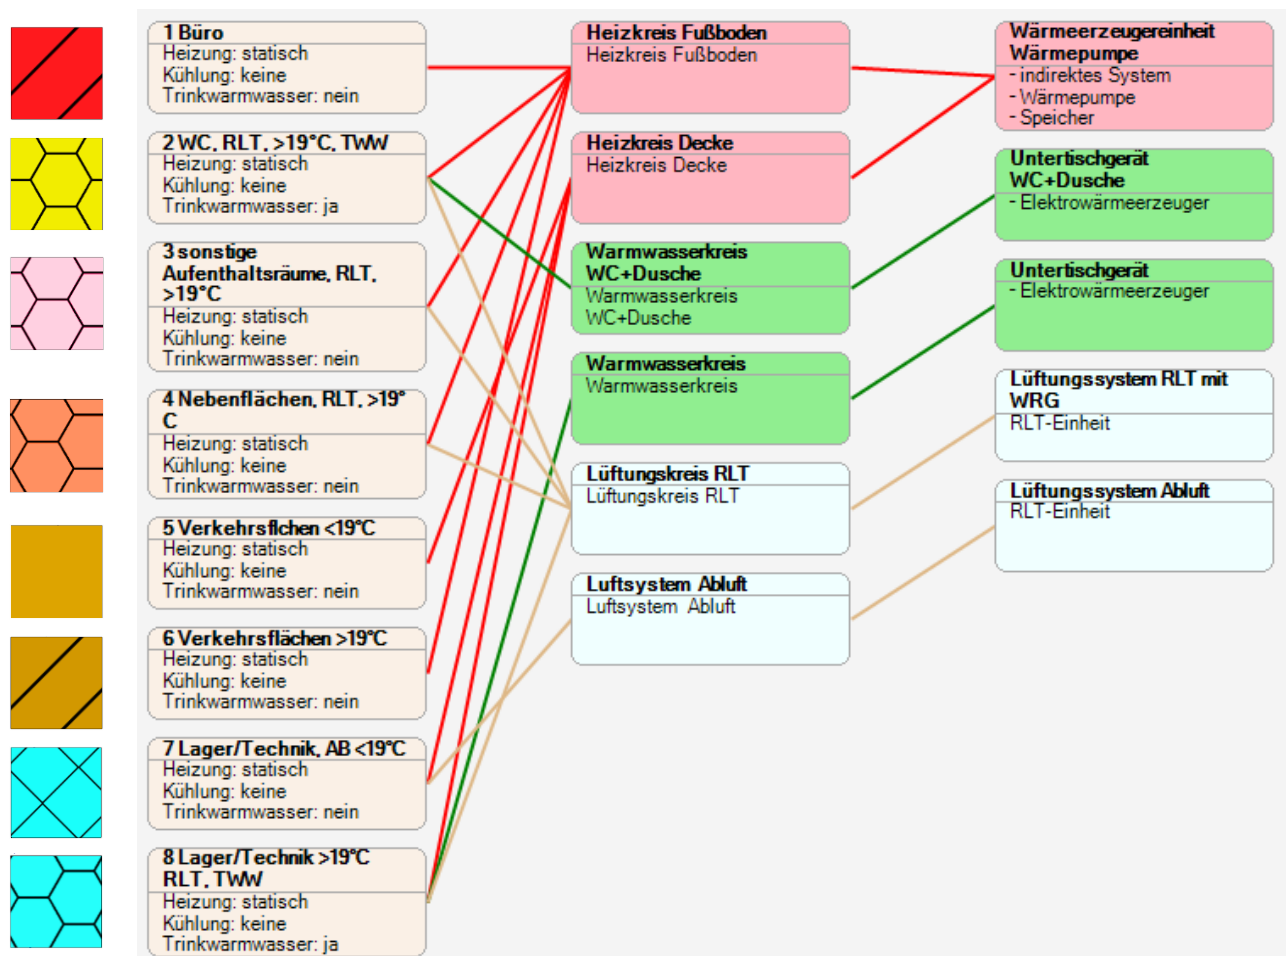 1 Büro
Heizung: statisch
Kühlung: keine
Trinkwarmwasser: nein
2 WC, RLT, >19°C, TWW
Heizung: statisch
Kühlung: keine
Trinkwarmwasser: ja
3 sonstige
Aufenthaltsräume, RLT,
>19°C
Heizung: statisch
Kühlung: keine
Trinkwarmwasser: nein
4 Nebenflächen, RLT, >19°
C
Heizung: statisch
Kühlung: keine
Trinkwarmwasser: nein
5 Verkehrsflchen <19°C
Heizung: statisch
Kühlung: keine
Trinkwarmwasser: nein
6 Verkehrsflächen >19°C
Heizung: statisch
Kühlung: keine
Trinkwarmwasser: nein
7 Lager/Technik, AB <19°C
Heizung: statisch
Kühlung: keine
Trinkwarmwasser: nein
8 Lager/Technik >19°C
RLT, TWW
Heizung: statisch
Kühlung: keine
Trinkwarmwasser: ja
Heizkreis Fußboden
Heizkreis Fußboden
Heizkreis Decke
Heizkreis Decke
Warmwasserkreis
WC+Dusche
Warmwasserkreis
WC+Dusche
Warmwasserkreis
Warmwasserkreis
Lüftungskreis RLT
Lüftungskreis RLT
Luftsystem Abluft
Luftsystem Abluft
Wärmeerzeugereinheit
Wärmepumpe
- indirektes System
- Wärmepumpe
- Speicher
Untertischgerät
WC+Dusche
- Elektrowärmeerzeuger
Untertischgerät
- Elektrowärmeerzeuger
Lüftungssystem RLT mit
WRG
RLT-Einheit
Lüftungssystem Abluft
RLT-Einheit